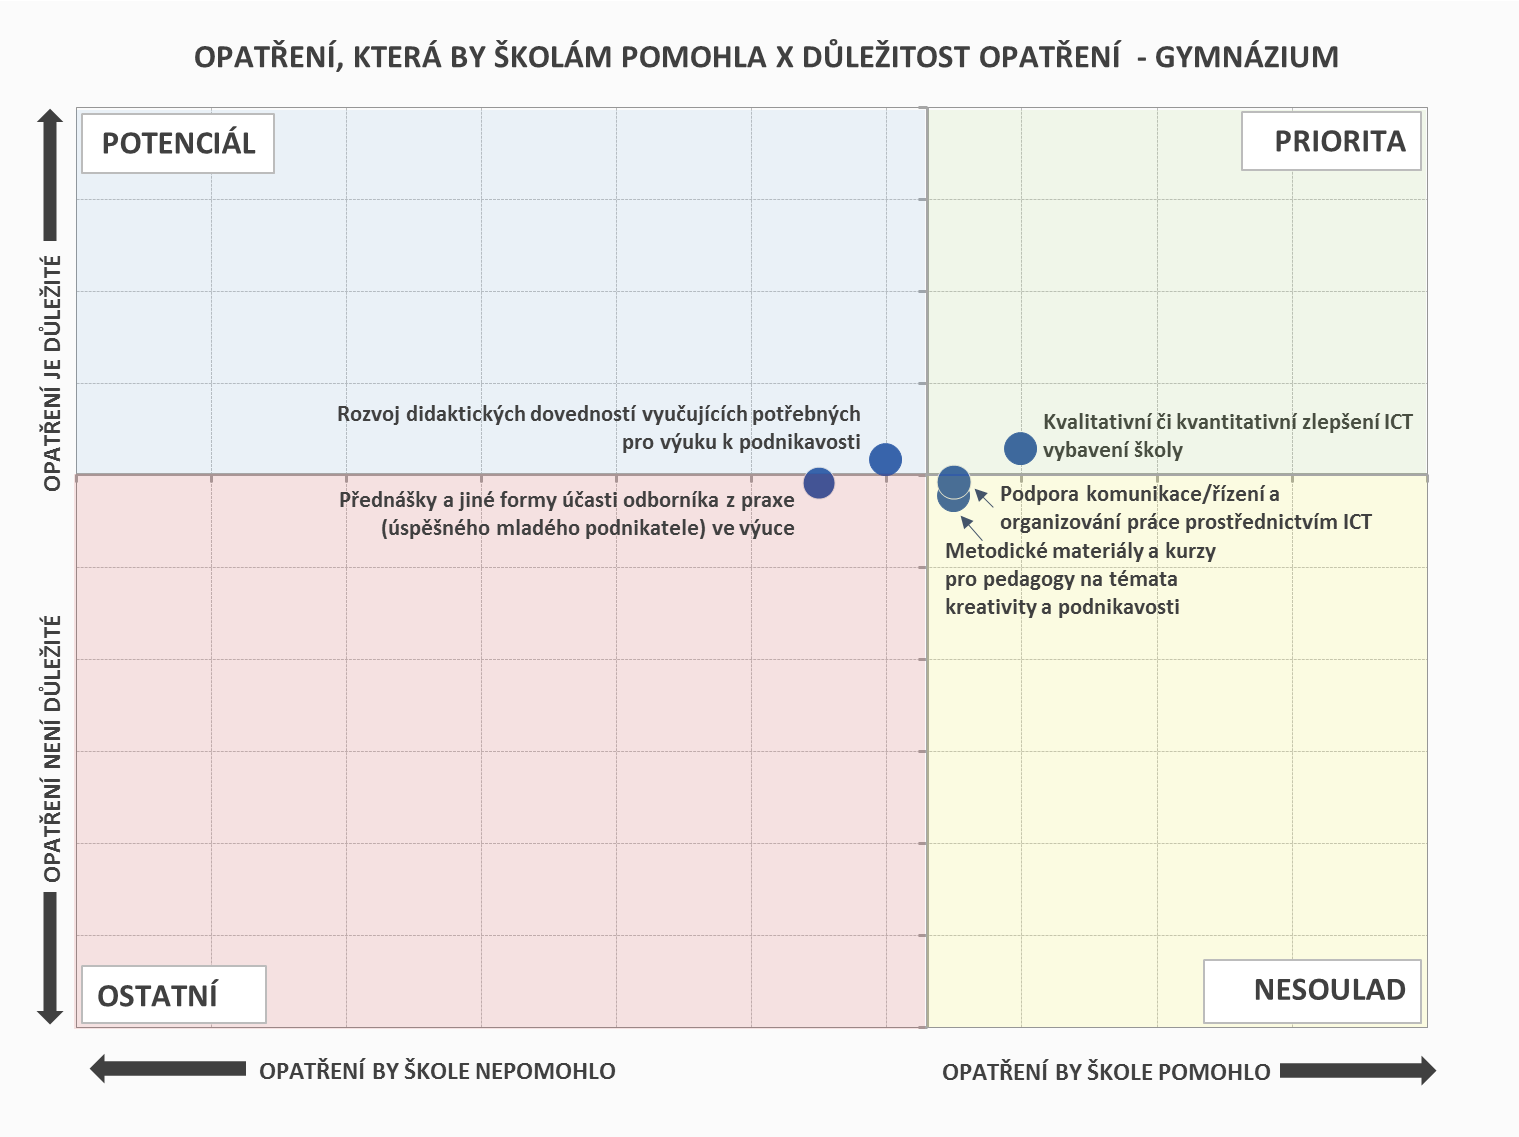 OPATŘENÍ, KTERÁ BY ŠKOLÁM POMOHLA X DŮLEŽITOST OPATŘENÍ - GYMNÁZIUM
POTENCIÁL
PRIORITA
OPATŘENÍ JE DŮLEŽITÉ
Rozvoj didaktických dovedností vyučujících potřebných
pro výuku k podnikavosti
Kvalitativní či kvantitativní zlepšení ICT
vybavení školy
Přednášky a jiné formy účasti odborníka z praxe
(úspěšného mladého podnikatele) ve výuce
Podpora komunikace/řízení a
organizování práce prostřednictvím ICT
Metodické materiály a kurzy
pro pedagogy na témata
kreativity a podnikavosti
OPATŘENÍ NENÍ DŮLEŽITÉ
OSTATNÍ
NESOULAD
OPATŘENÍ BY ŠKOLE NEPOMOHLO
OPATŘENÍ BY ŠKOLE POMOHLO